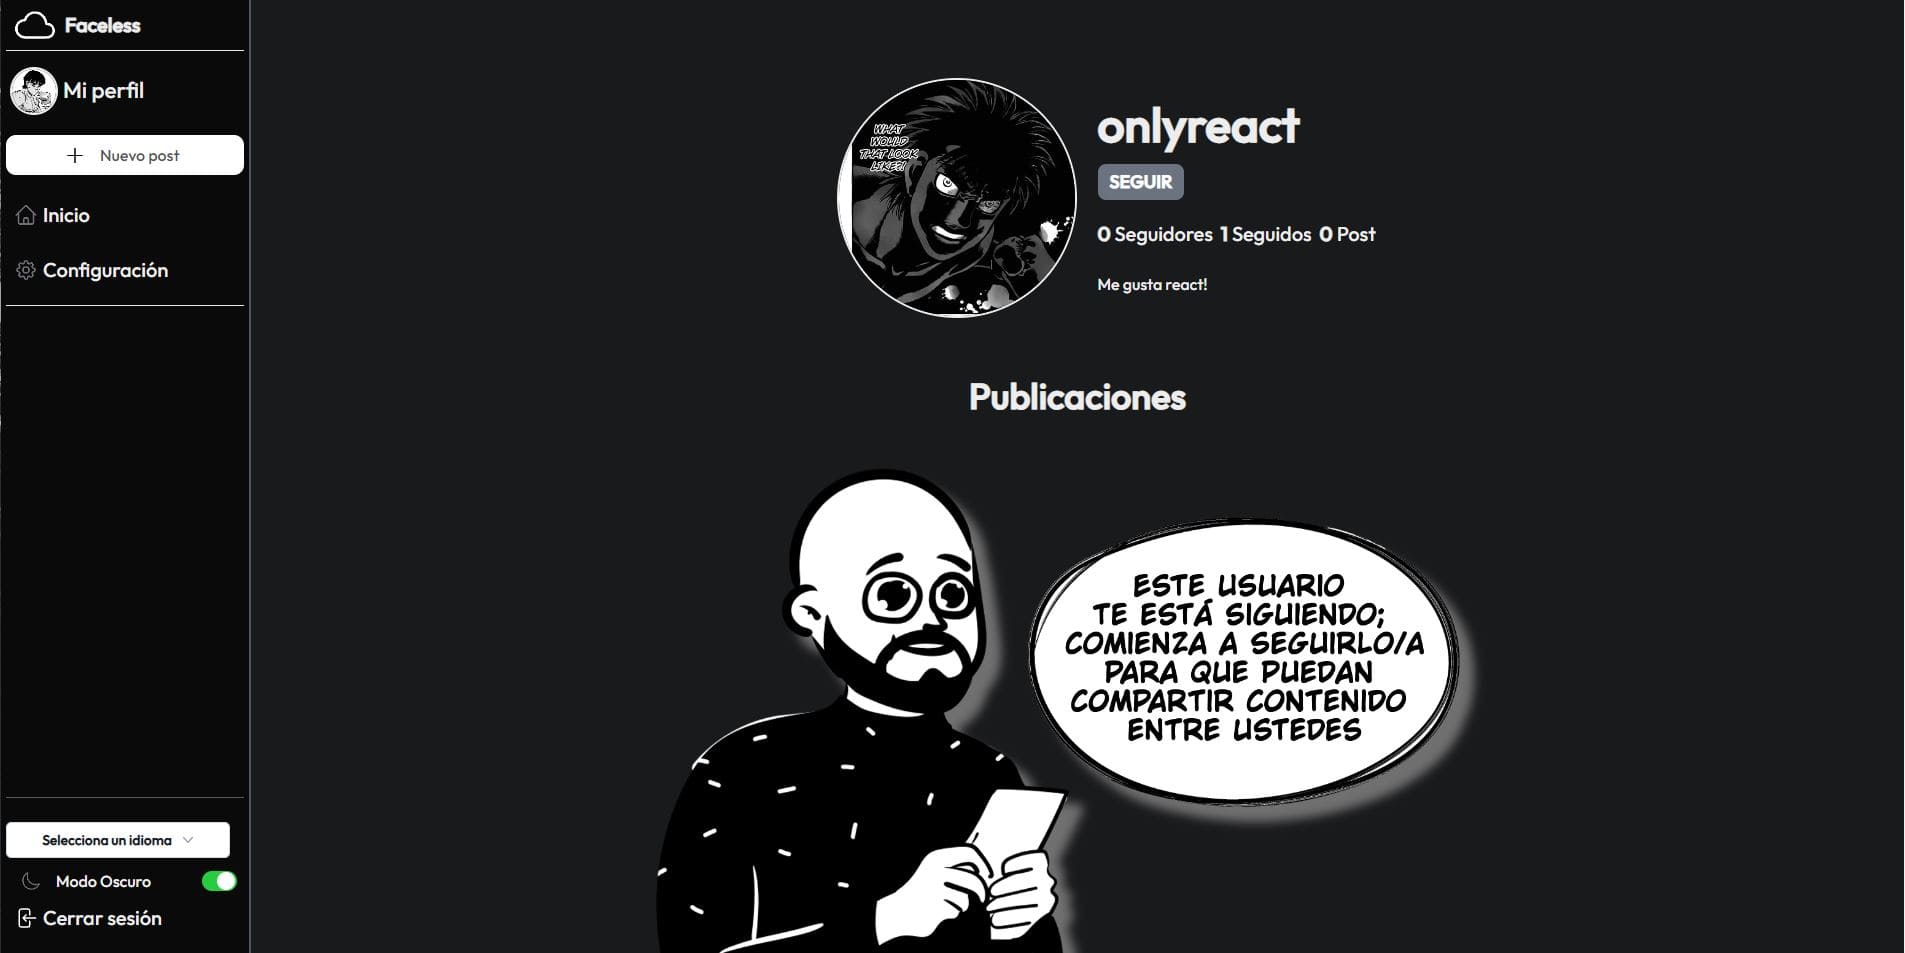 Faceless
Mi perfil
Nuevo post
Inicio
Configuración
Selecciona un idioma
Modo Oscuro
Cerrar sesión
WHAT
WOULD
THAT LOOK
LIKE?!
onlyreact
SEGUIR
0 Seguidores 1 Seguidos 0 Post
Me gusta react!
Publicaciones
ESTE USUARIO
TE ESTÁ SIGUIENDO;
COMIENZA A SEGUIRLO/A
PARA QUE PUEDAN
COMPARTIR CONTENIDO
ENTRE USTEDES